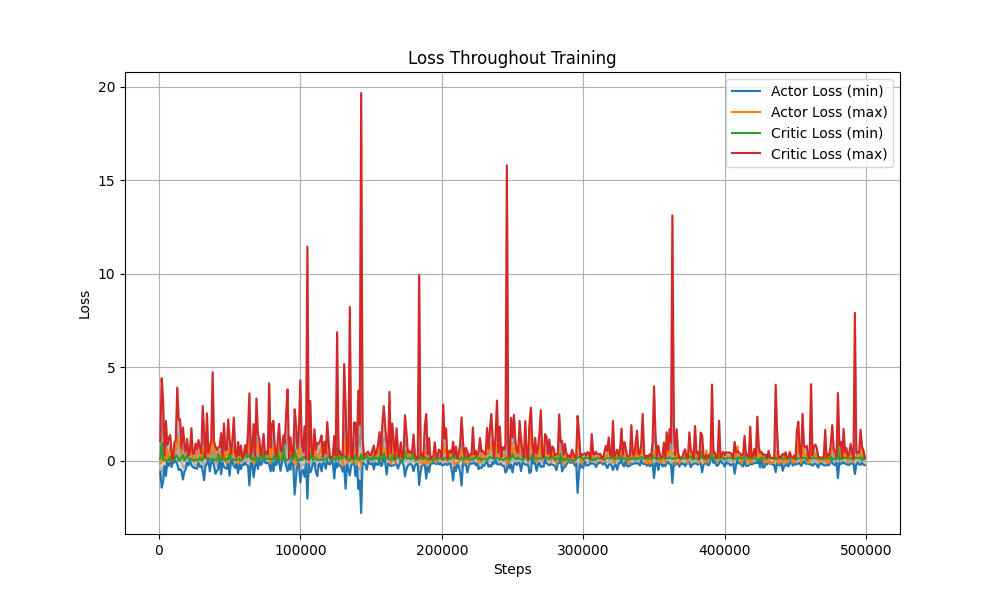 Loss Throughout Training
Actor Loss (min)
Actor Loss (max)
Critic Loss (min)
Critic Loss (max)
20
15
10
5
0
Loss
0 100000 200000 300000 400000 500000
Steps